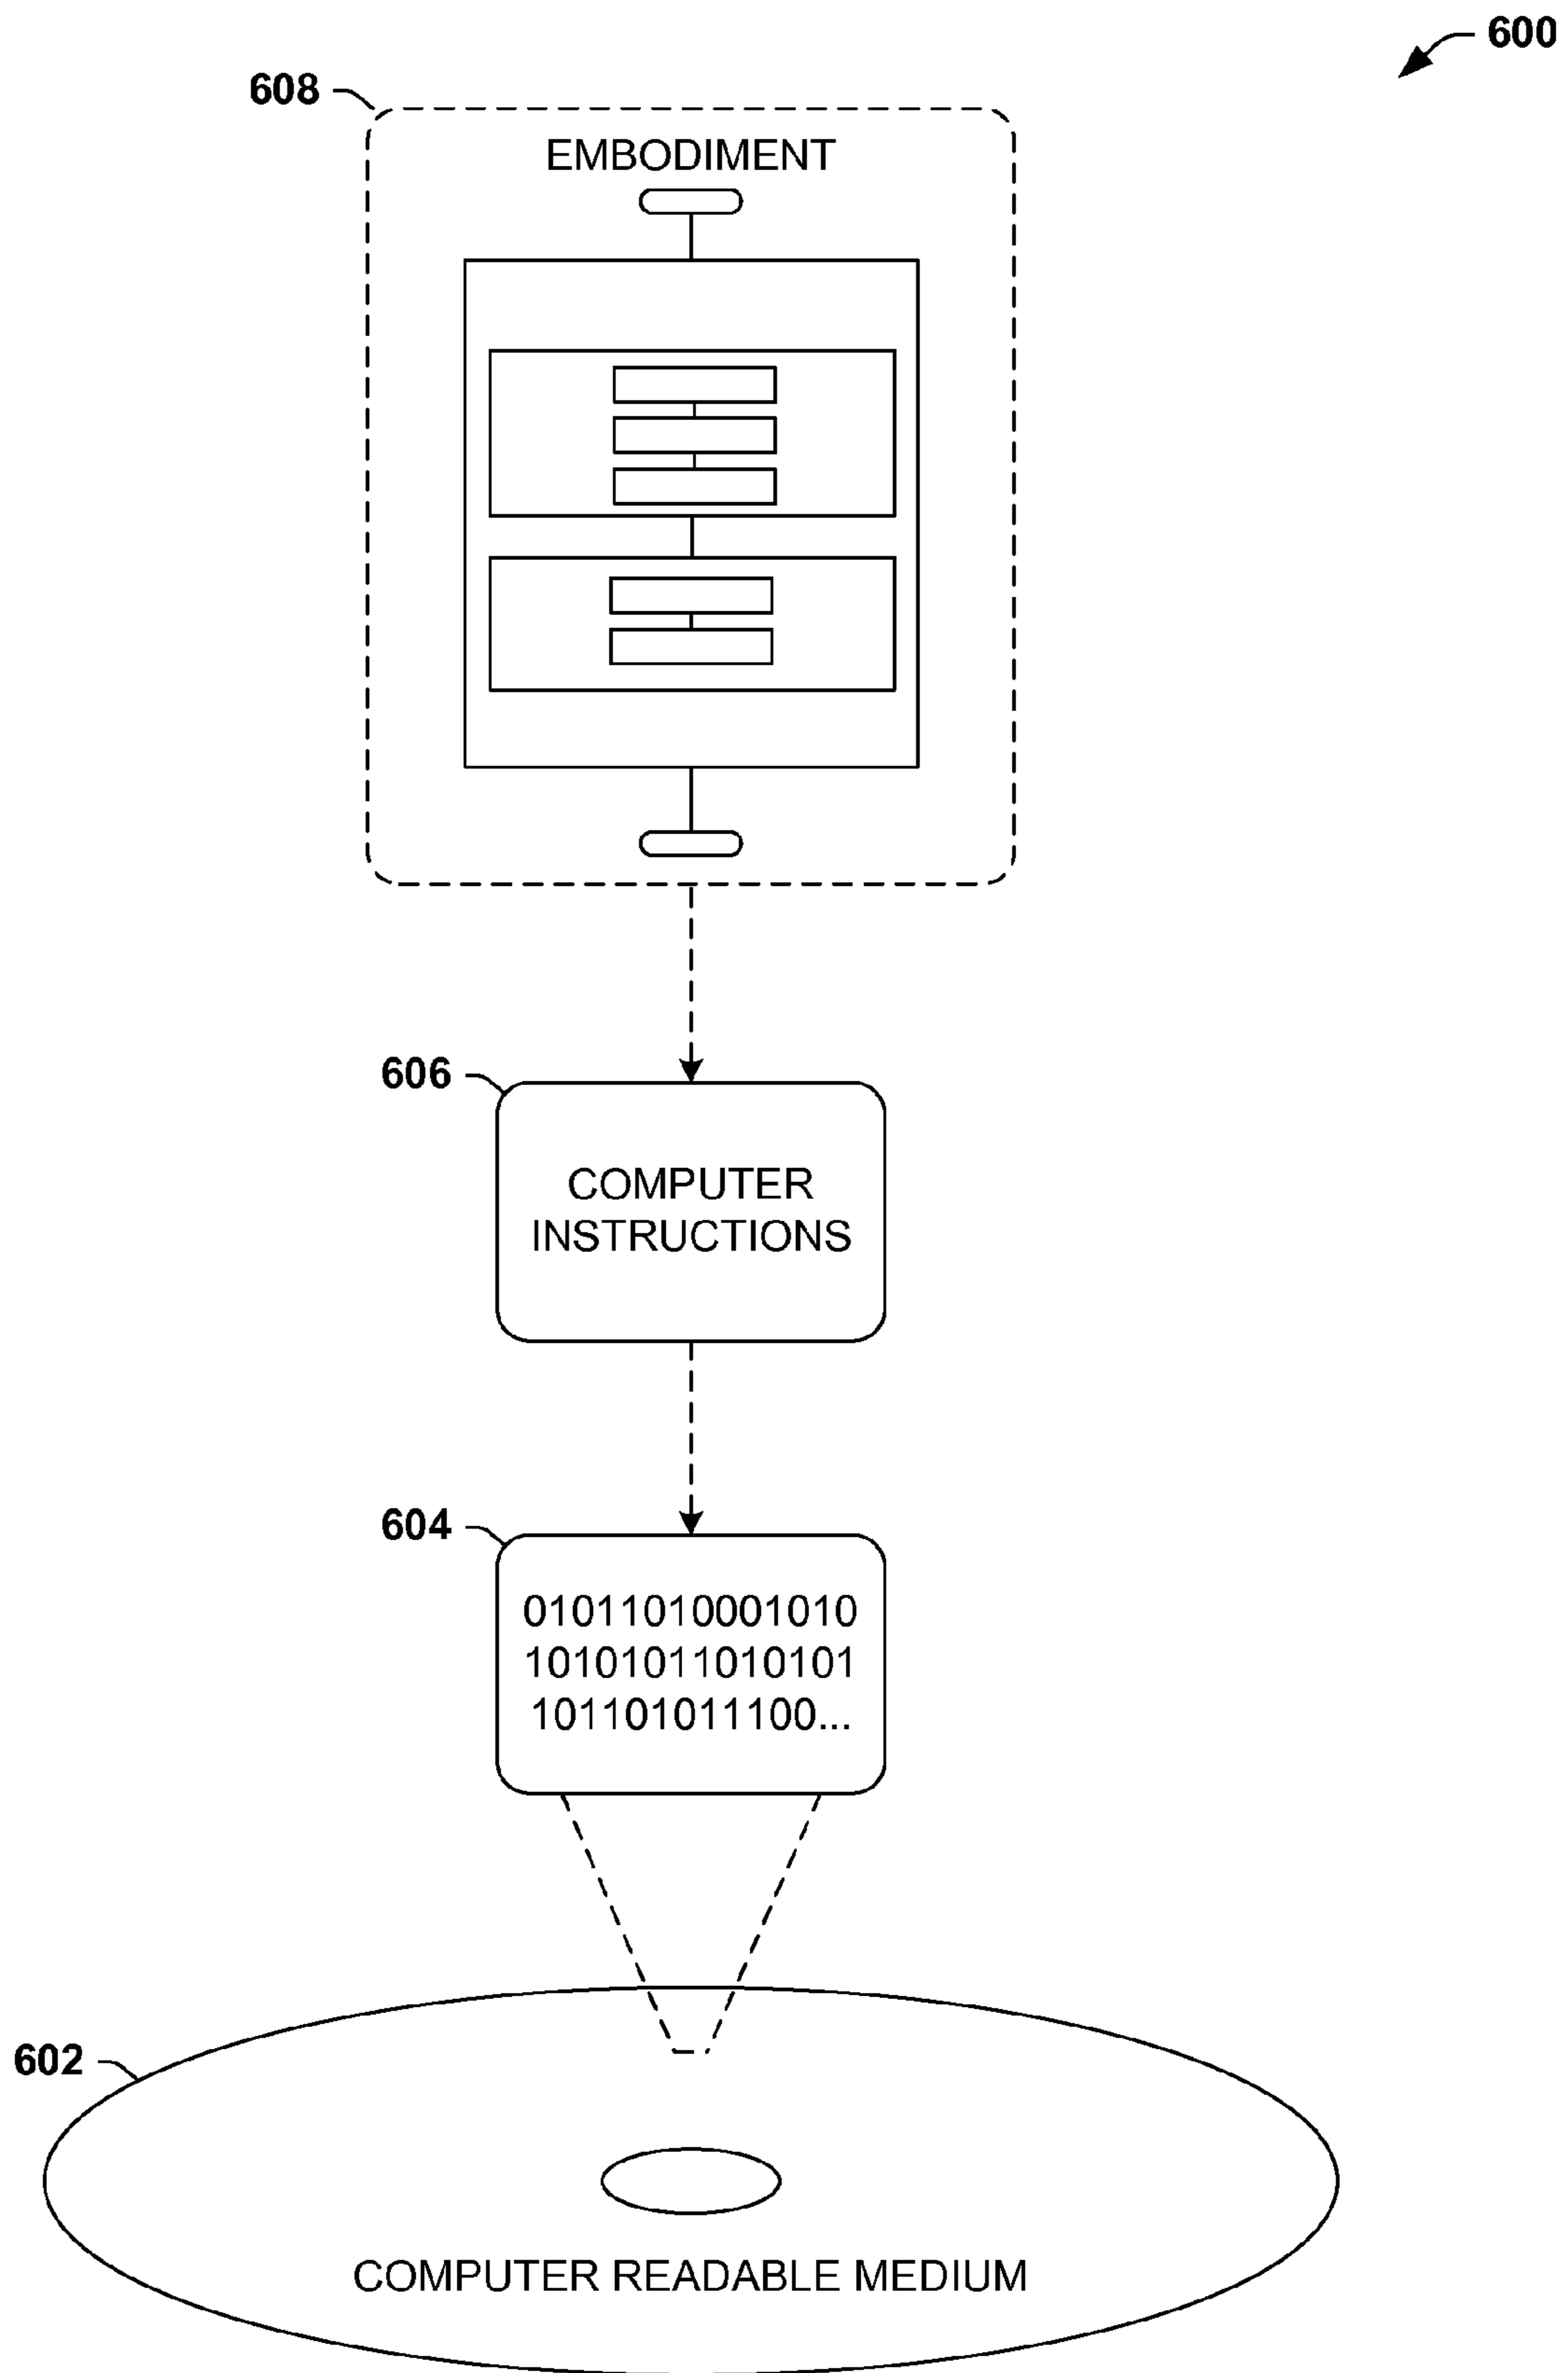 600
608
EMBODIMENT
606
COMPUTER
INSTRUCTIONS
604
01011010001010
10101011010101
101101011100...
602
COMPUTER READABLE MEDIUM